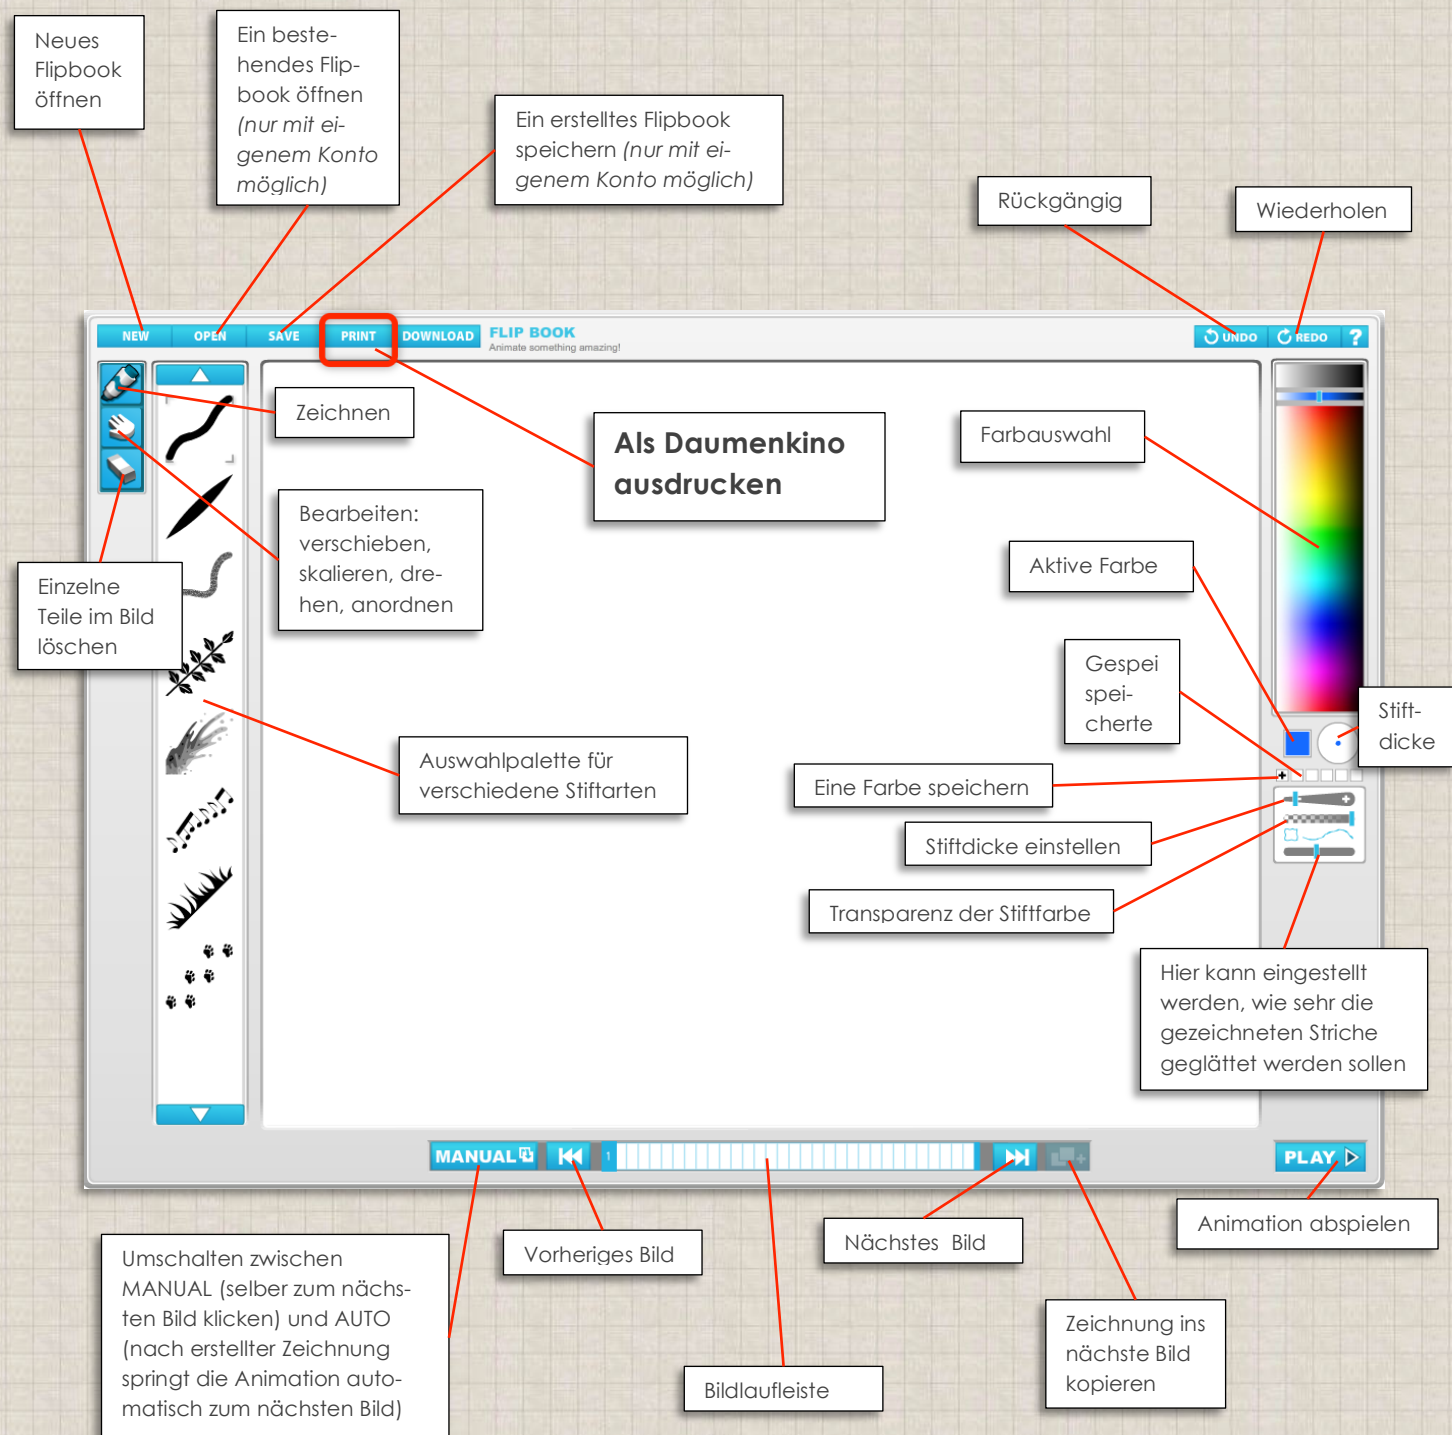 Neues
Flipbook
öffnen
Ein beste-
hendes Flip-
book öffnen
(nur mit ei-
genem Konto
möglich)
Ein erstelltes Flipbook
speichern (nur mit ei-
genem Konto möglich)
Rückgängig
Wiederholen
NEW
OPEN
SAVE
PRINT
DOWNLOAD
FLIP BOOK
Animate something amazing!
UNDO
REDO
?
Zeichnen
Als Daumenkino
ausdrucken
Farbauswahl
Bearbeiten:
verschieben,
skalieren, dre-
hen, anordnen
Aktive Farbe
Einzelne
Teile im Bild
löschen
Gespei
spei-
cherte
Stift-
dicke
Auswahlpalette für
verschiedene Stiftarten
Eine Farbe speichern
Stiftdicke einstellen
Transparenz der Stiftfarbe
Hier kann eingestellt
werden, wie sehr die
gezeichneten Striche
geglättet werden sollen
MANUAL
1
PLAY
Umschalten zwischen
MANUAL (selber zum nächs-
ten Bild klicken) und AUTO
(nach erstellter Zeichnung
springt die Animation auto-
matisch zum nächsten Bild)
Vorheriges Bild
Nächstes Bild
Animation abspielen
Bildlaufleiste
Zeichnung ins
nächste Bild
kopieren